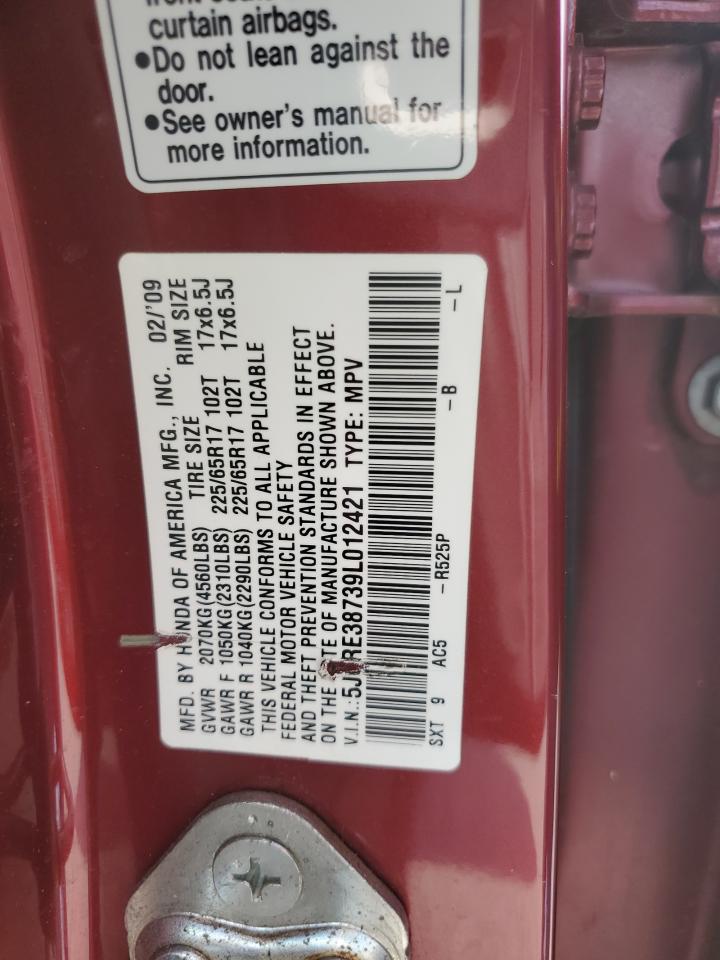 curtain airbags.
•Do not lean against the
door.
•See owner's manual for
more information.
MFD. BY HONDA OF AMERICA MFG., INC. 02/'09
GVWR 2070KG(4560LBS) TIRE SIZE RIM SIZE
GAWR F 1050KG(2310LBS) 225/65R17 102T 17x6.5J
GAWR R 1040KG(2290LBS) 225/65R17 102T 17x6.5J
THIS VEHICLE CONFORMS TO ALL APPLICABLE
FEDERAL MOTOR VEHICLE SAFETY
AND THEFT PREVENTION STANDARDS IN EFFECT
ON THE OF MANUFACTURE SHOWN ABOVE.
V.I.N.: TYPE: MPV
SXT 9 AC5 –R525P –B –L